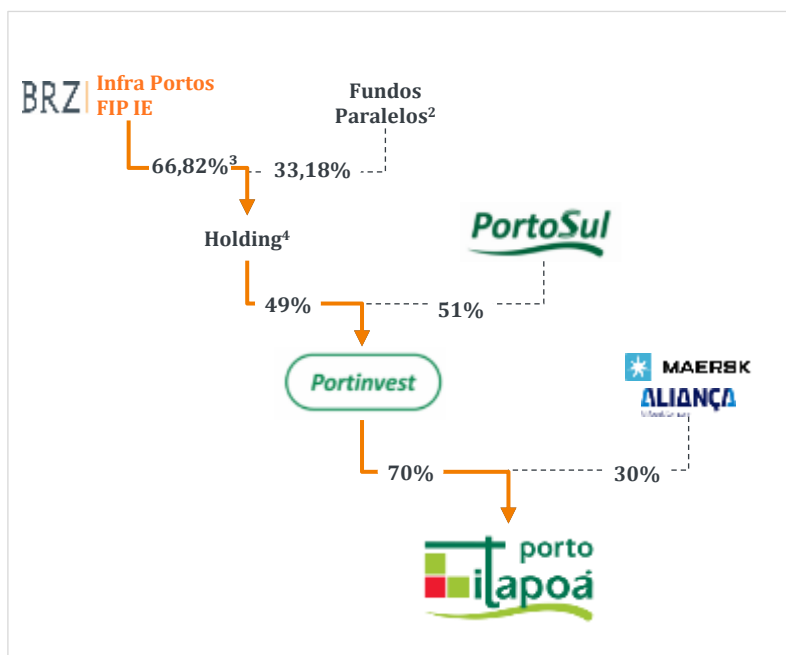 BRZ
Infra Portos
FIP IE
Fundos
Paralelos²
66,82%³
33,18%
Holding⁴
PortoSul
49%
51%
Portinvest
MAERSK
ALIANÇA
70%
30%
porto
itapoá